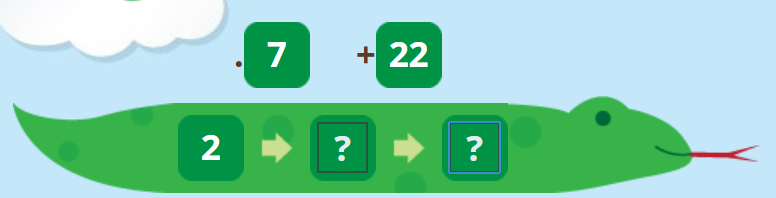 . 7 + 22
2 ? ?